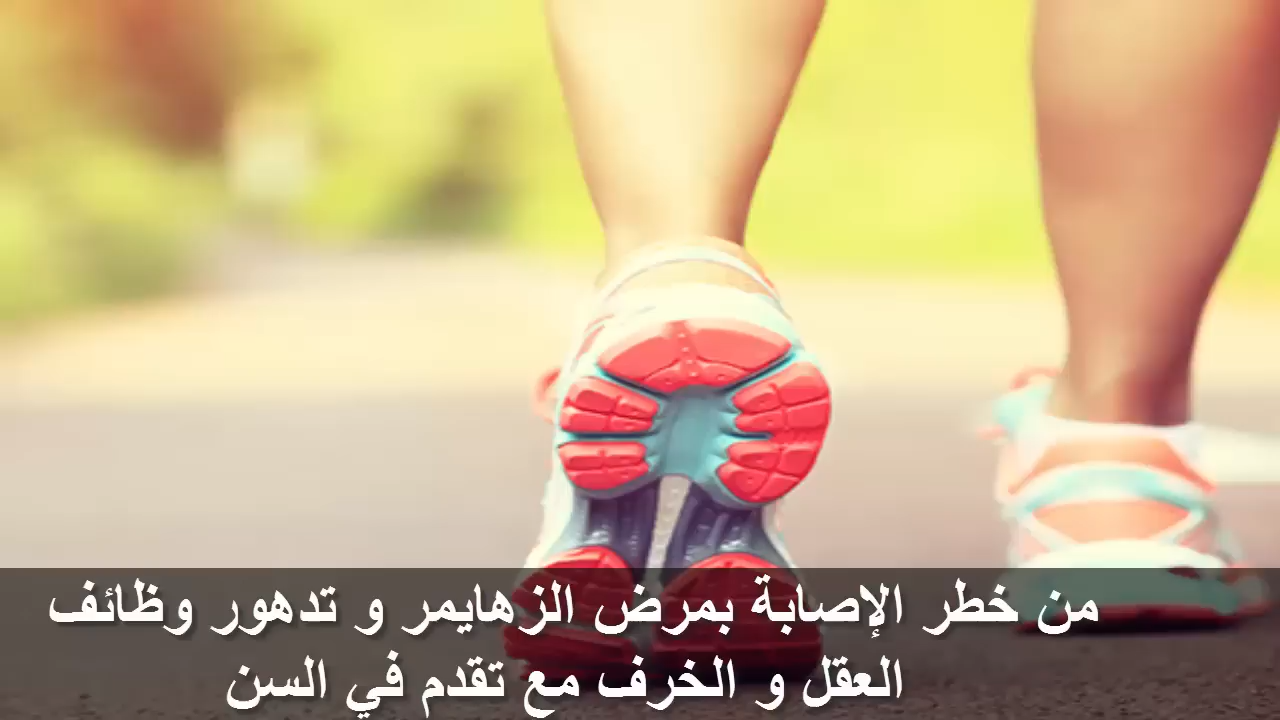 من خطر الإصابة بمرض الزهايمر و تدهور وظائف
العقل و الخرف مع تقدم في السن